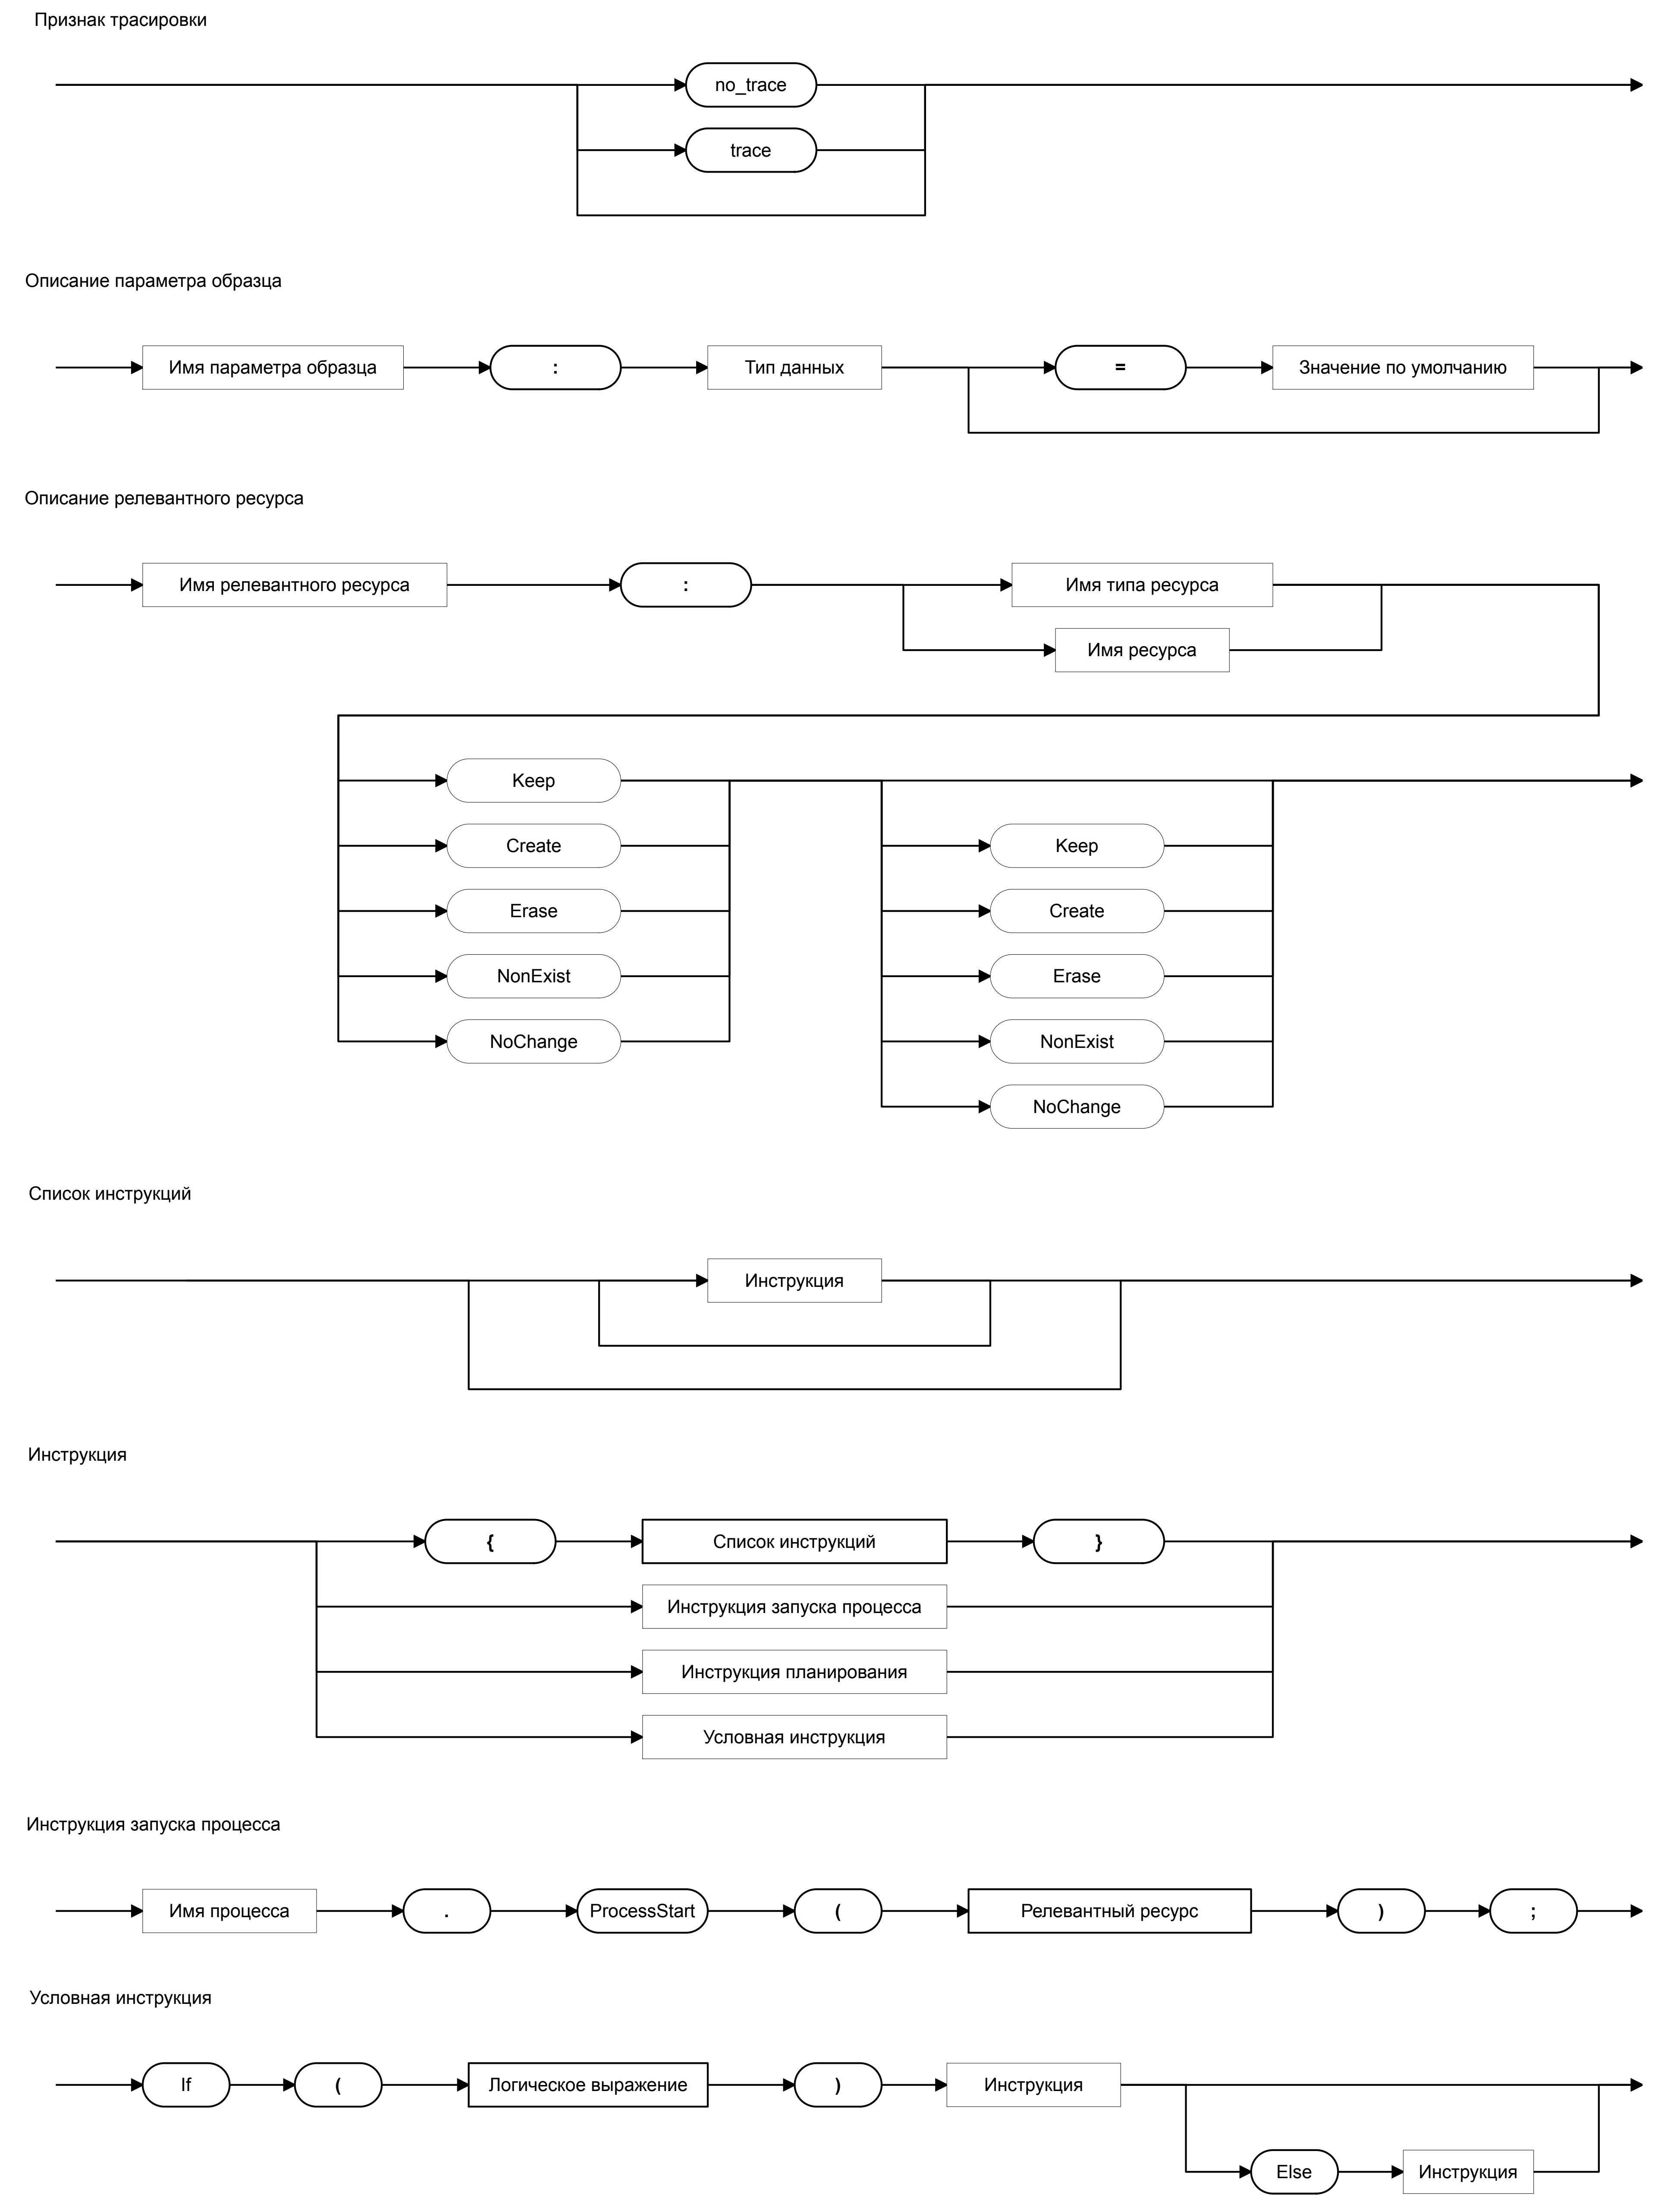 Признак трасировки
no_trace
trace
Описание параметра образца
Имя параметра образца : Тип данных = Значение по умолчанию
Описание релевантного ресурса
Имя релевантного ресурса : Имя типа ресурса
Имя ресурса
Keep
Create Keep
Erase Create
NonExist Erase
NoChange NonExist
NoChange
Список инструкций
Инструкция
Инструкция
{ Список инструкций }
Инструкция запуска процесса
Инструкция планирования
Условная инструкция
Инструкция запуска процесса
Имя процесса . ProcessStart ( Релевантный ресурс ) ;
Условная инструкция
If ( Логическое выражение ) Инструкция
Else Инструкция